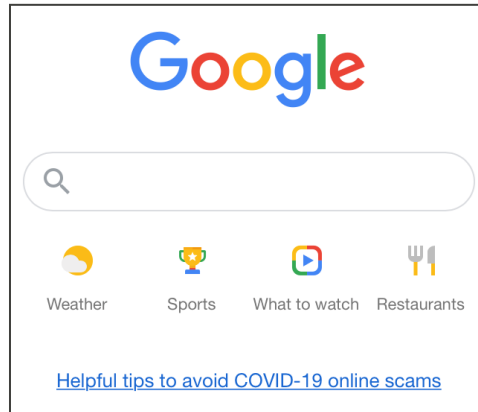 Google
Weather Sports What to watch Restaurants
Helpful tips to avoid COVID-19 online scams